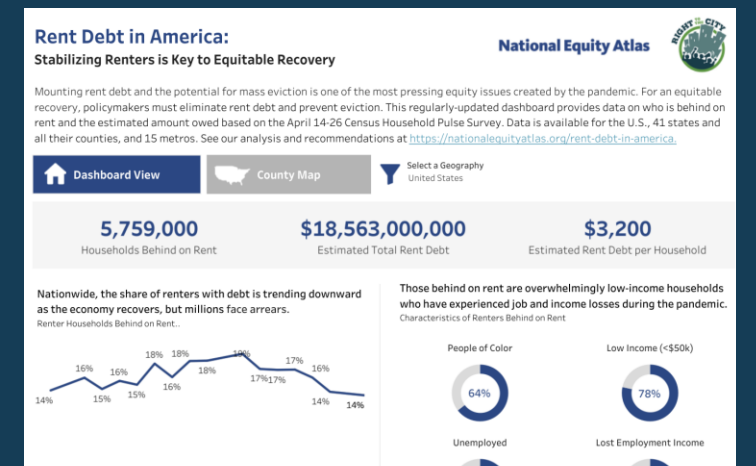 Rent Debt in America:
Stabilizing Renters is Key to Equitable Recovery
National Equity Atlas
RIGHT TO THE CITY
Mounting rent debt and the potential for mass eviction is one of the most pressing equity issues created by the pandemic. For an equitable
recovery, policymakers must eliminate rent debt and prevent eviction. This regularly-updated dashboard provides data on who is behind on
rent and the estimated amount owed based on the April 14-26 Census Household Pulse Survey. Data is available for the U.S., 41 states and
all their counties, and 15 metros. See our analysis and recommendations at https://nationalequityatlas.org/rent-debt-in-america.
Dashboard View
County Map
Select a Geography
United States
5,759,000
Households Behind on Rent
$18,563,000,000
Estimated Total Rent Debt
$3,200
Estimated Rent Debt per Household
Nationwide, the share of renters with debt is trending downward
as the economy recovers, but millions face arrears.
Renter Households Behind on Rent..
14%
16%
15%
16%
15%
18%
16%
18%
18%
19%
17%
17%
17%
16%
14%
14%
Those behind on rent are overwhelmingly low-income households
who have experienced job and income losses during the pandemic.
Characteristics of Renters Behind on Rent
People of Color
Low Income (<$50k)
64%
78%
Unemployed
Lost Employment Income